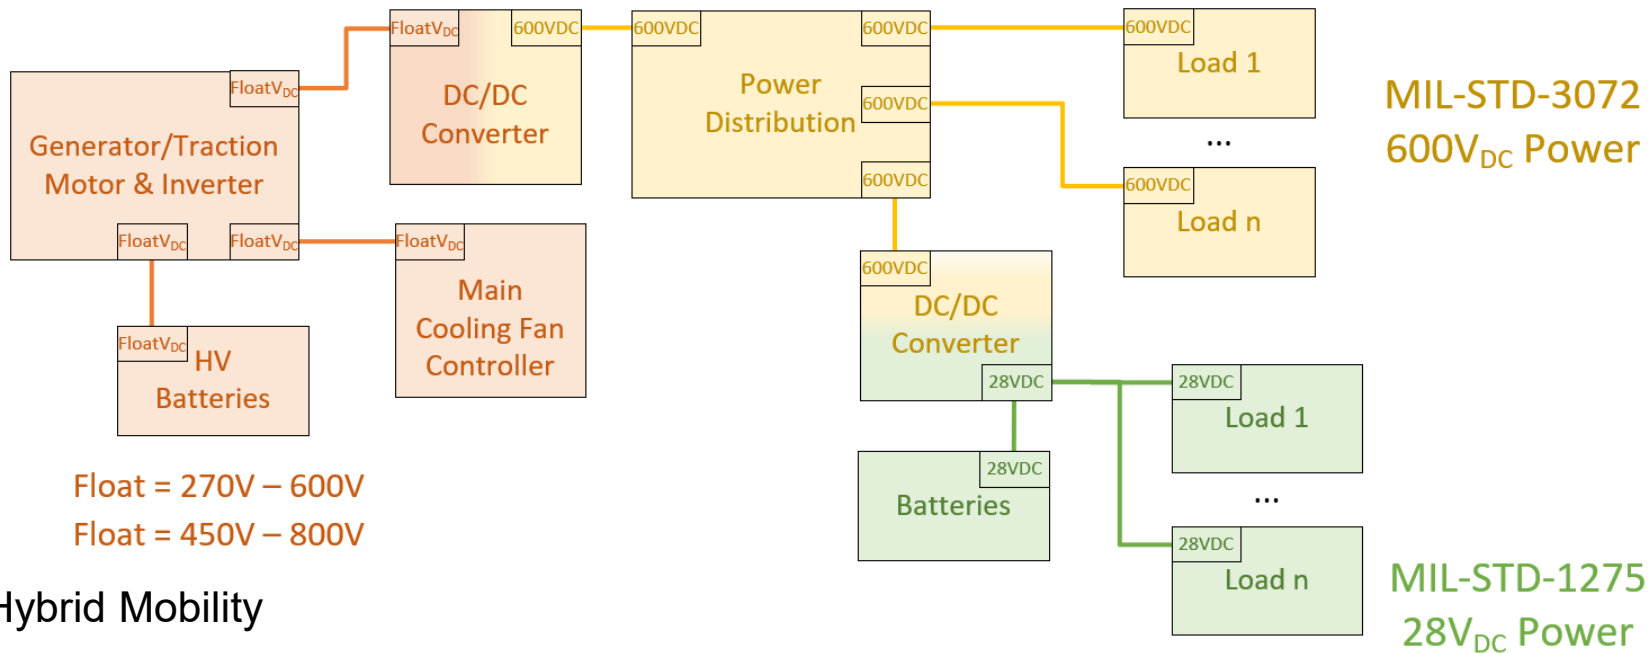 FloatVDC
600VDC
DC/DC
Converter
600VDC
600VDC
600VDC
600VDC
Power
Distribution
600VDC
Load 1
...
600VDC
Load n
MIL-STD-3072
600VDC Power
FloatVDC
Generator/Traction
Motor & Inverter
FloatVDC
FloatVDC
FloatVDC
Main
Cooling Fan
Controller
FloatVDC
HV
Batteries
Float = 270V – 600V
Float = 450V – 800V
Hybrid Mobility
600VDC
DC/DC
Converter
28VDC
28VDC
Batteries
28VDC
Load 1
...
28VDC
Load n
MIL-STD-1275
28VDC Power